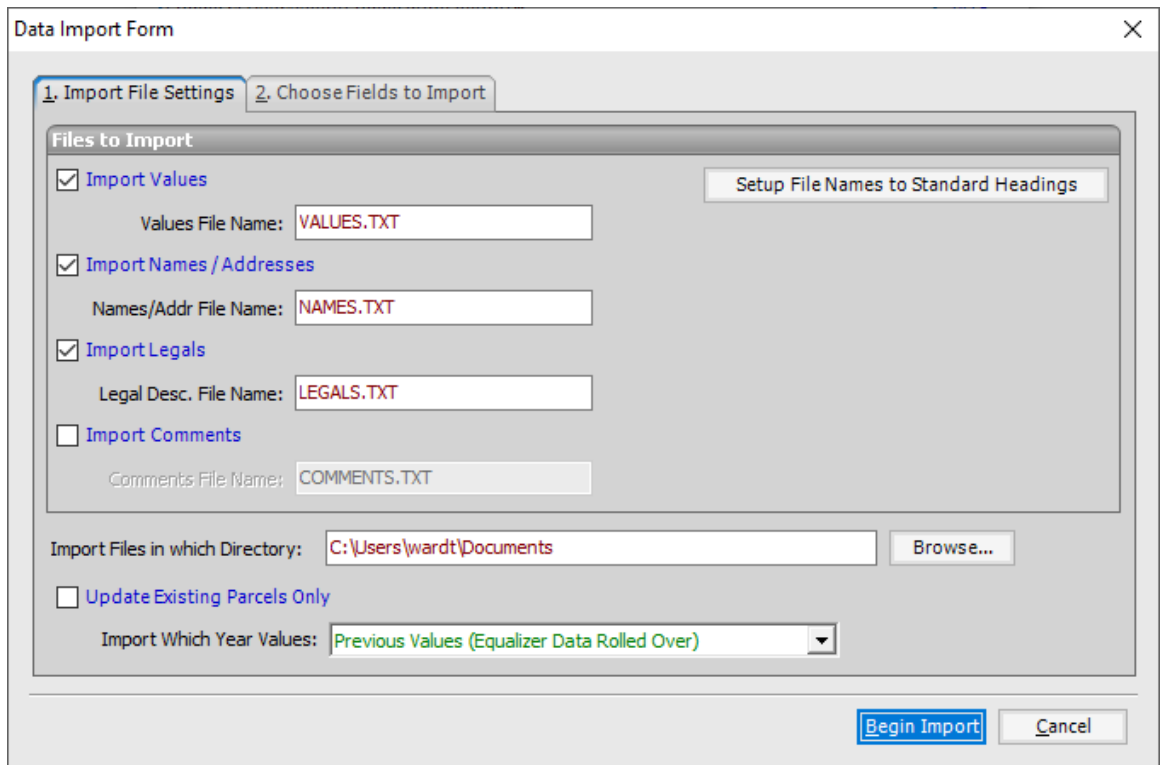 Data Import Form
1. Import File Settings
2. Choose Fields to Import
Files to Import
Import Values
Setup File Names to Standard Headings
Values File Name: VALUES.TXT
Import Names / Addresses
Names/Addr File Name: NAMES.TXT
Import Legals
Legal Desc. File Name: LEGALS.TXT
Import Comments
Comments File Name: COMMENTS.TXT
Import Files in which Directory: C:\Users\wardt\Documents
Browse...
Update Existing Parcels Only
Import Which Year Values: Previous Values (Equalizer Data Rolled Over)
Begin Import
Cancel